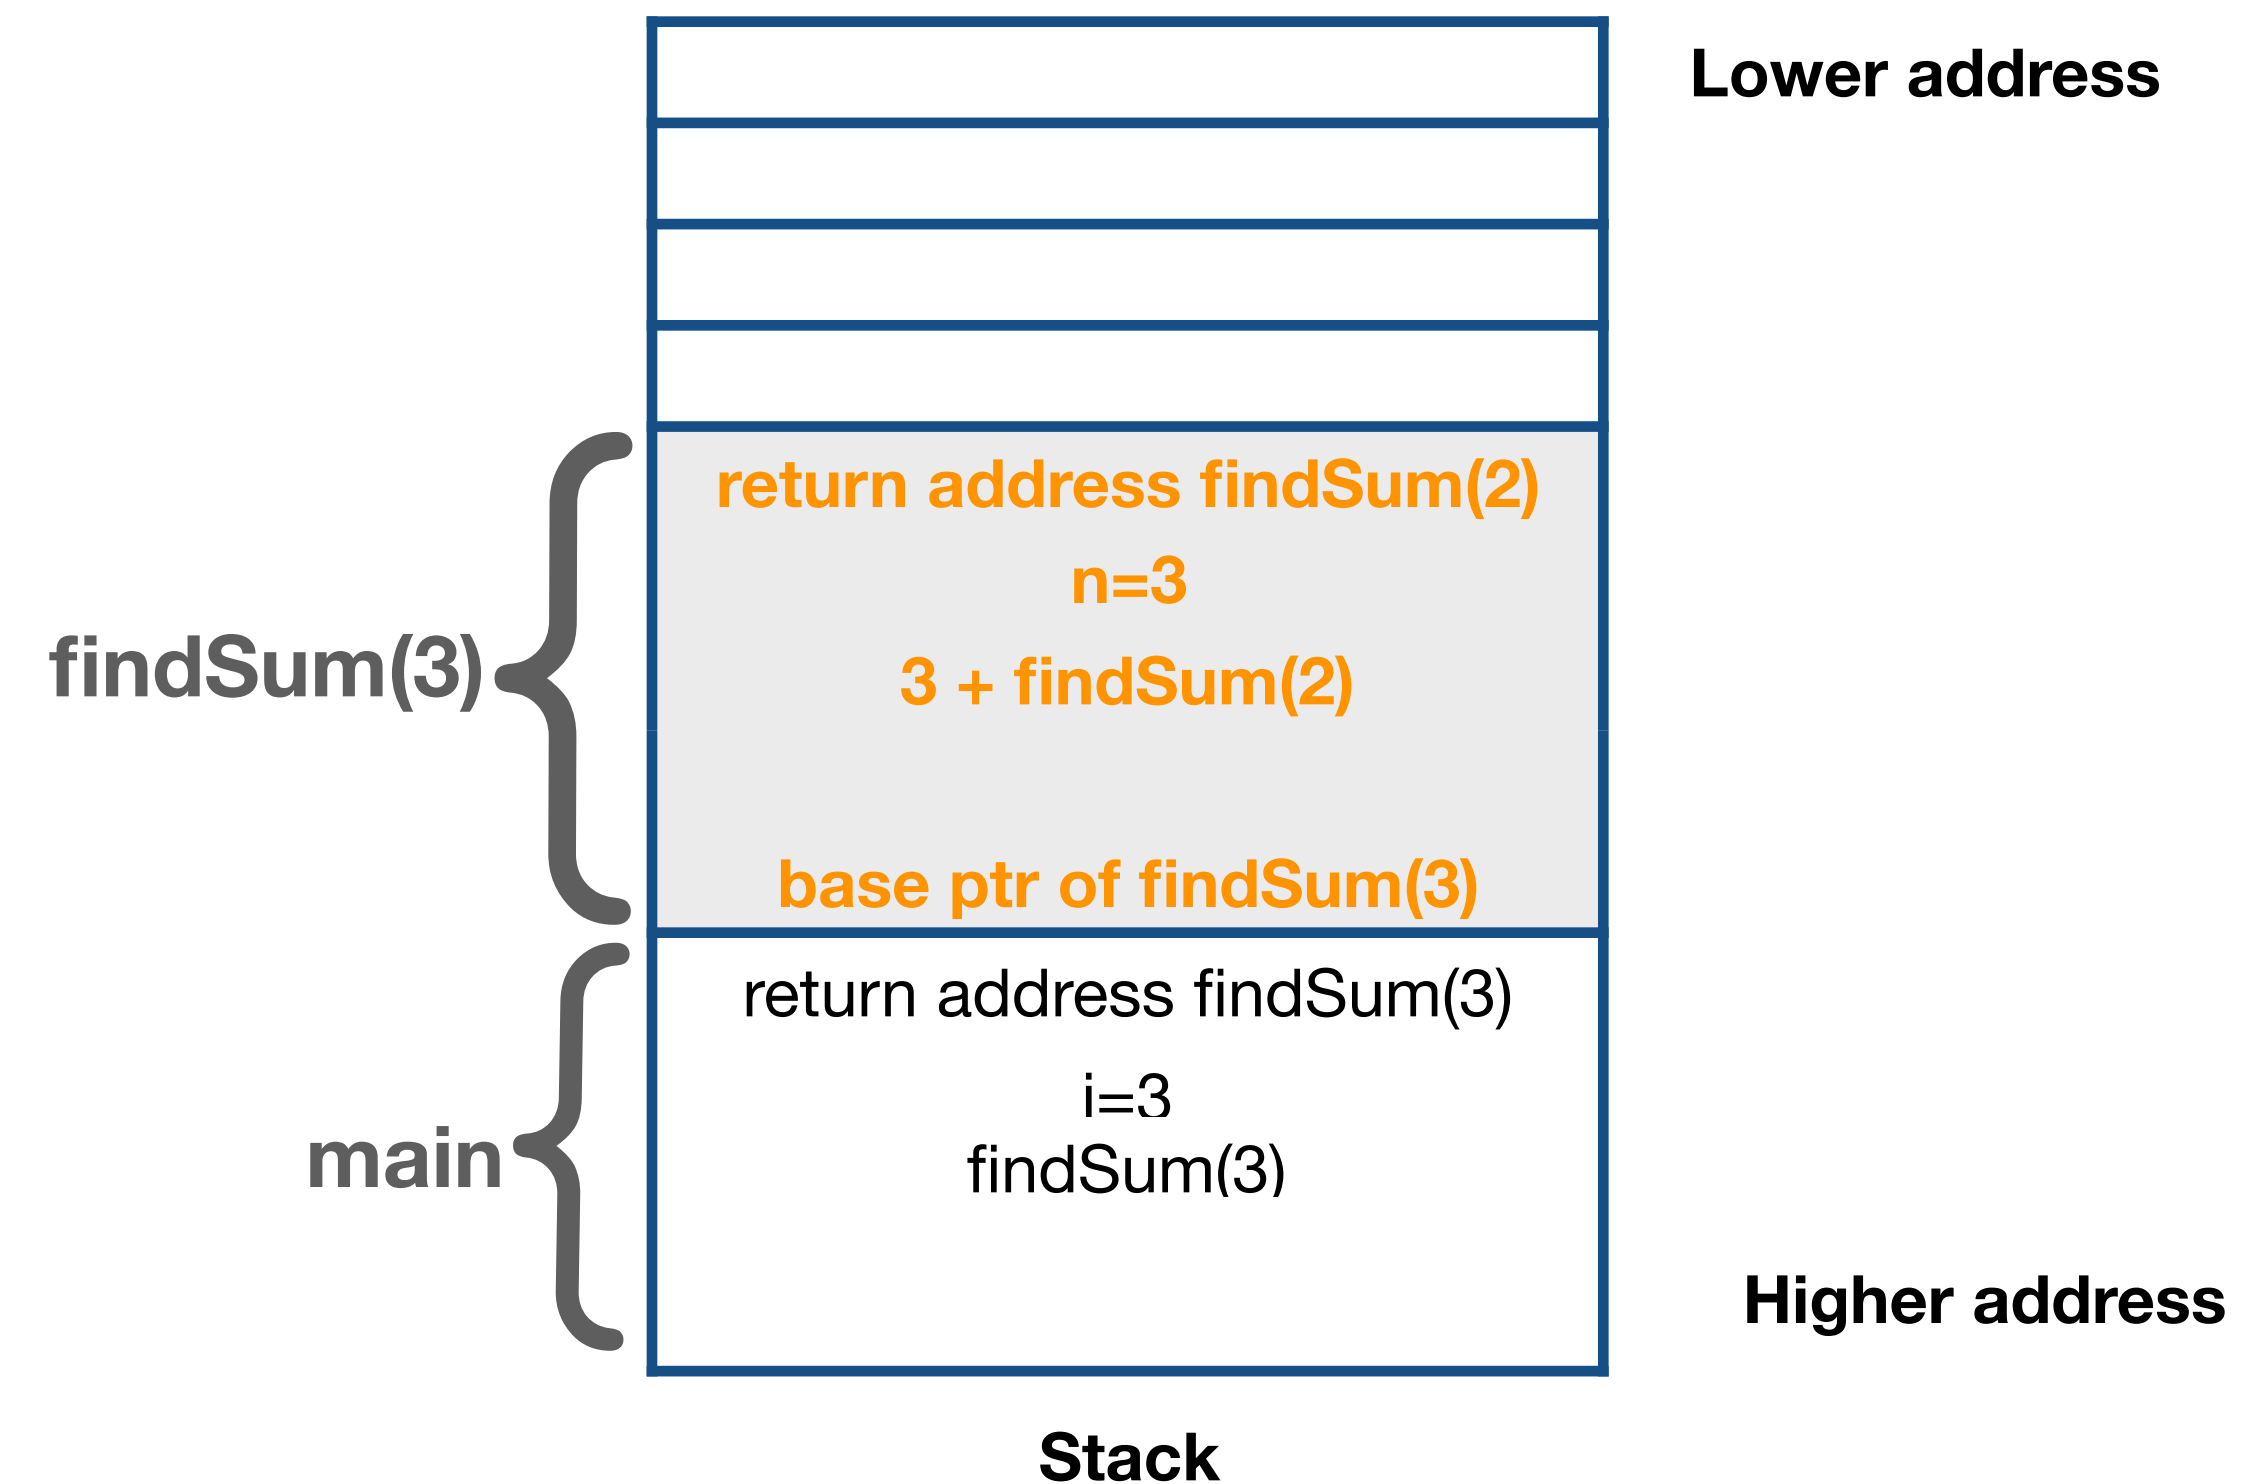 Lower address
return address findSum(2)
n=3
findSum(3)
3 + findSum(2)
base ptr of findSum(3)
return address findSum(3)
i=3
main
findSum(3)
Higher address
Stack